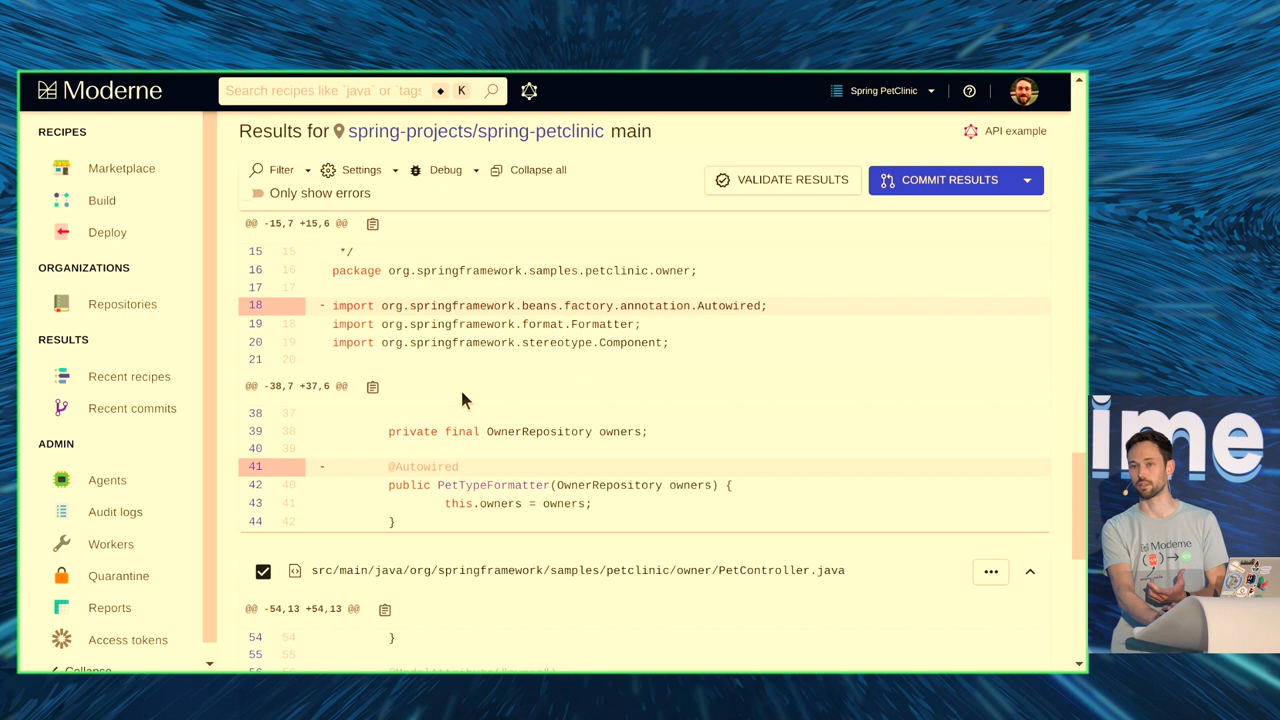 Moderne
Search recipes like `java` or `tags
K
Spring PetClinic
RECIPES
Marketplace
Build
Deploy
ORGANIZATIONS
Repositories
RESULTS
Recent recipes
Recent commits
ADMIN
Agents
Audit logs
Workers
Quarantine
Reports
Access tokens
Collapse
Results for spring-projects/spring-petclinic main
API example
Filter Settings Debug Collapse all
Only show errors
VALIDATE RESULTS
COMMIT RESULTS
@@ -15,7 +15,6 @@
15 15 */
16 16 package org.springframework.samples.petclinic.owner;
17 17
18 - import org.springframework.beans.factory.annotation.Autowired;
19 18 import org.springframework.format.Formatter;
20 19 import org.springframework.stereotype.Component;
21 20
@@ -38,7 +37,6 @@
38 37
39 38 private final OwnerRepository owners;
40 39
41 - @Autowired
42 40 public PetTypeFormatter(OwnerRepository owners) {
43 41 this.owners = owners;
44 42 }
src/main/java/org/springframework/samples/petclinic/owner/PetController.java
@@ -54,13 +54,13 @@
54 54 }
55 55
ime
Moderne